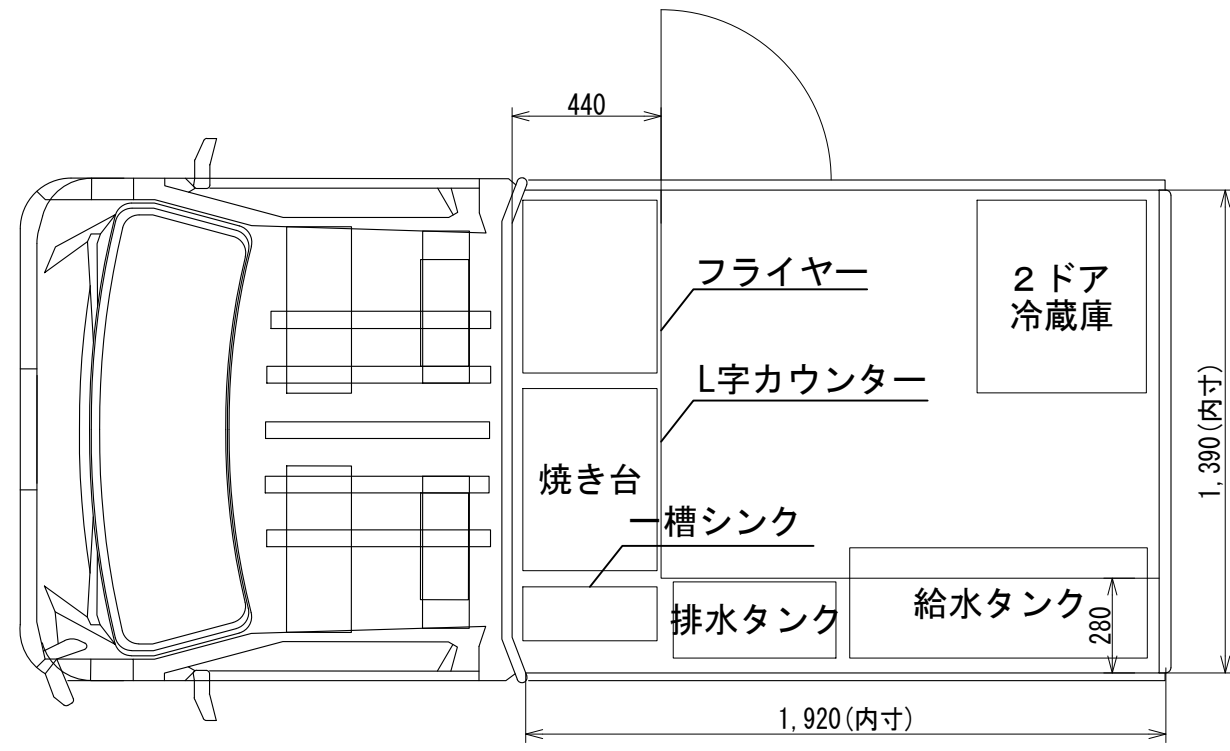 440
フライヤー
２ドア
冷蔵庫
L字カウンター
1,390(内寸)
焼き台
一槽シンク
排水タンク
給水タンク
280
1,920(内寸)